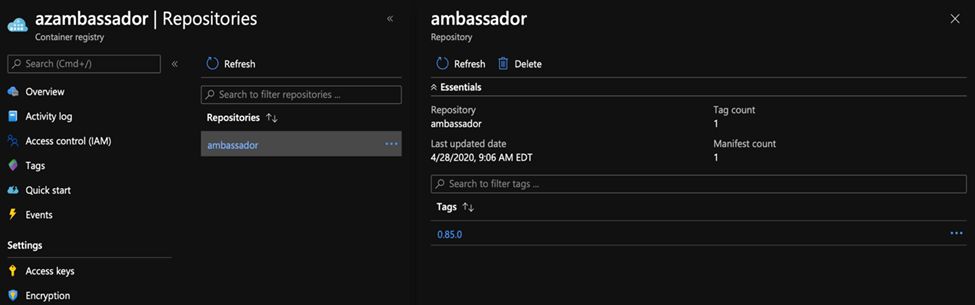 azambassador | Repositories
Container registry
Search (Cmd+/)
Overview
Activity log
Access control (IAM)
Tags
Quick start
Events
Settings
Access keys
Encryption
Refresh
Search to filter repositories ...
Repositories
ambassador
ambassador
Repository
Refresh Delete
Essentials
Repository
ambassador
Tag count
1
Last updated date
4/28/2020, 9:06 AM EDT
Manifest count
1
Search to filter tags ...
Tags
0.85.0